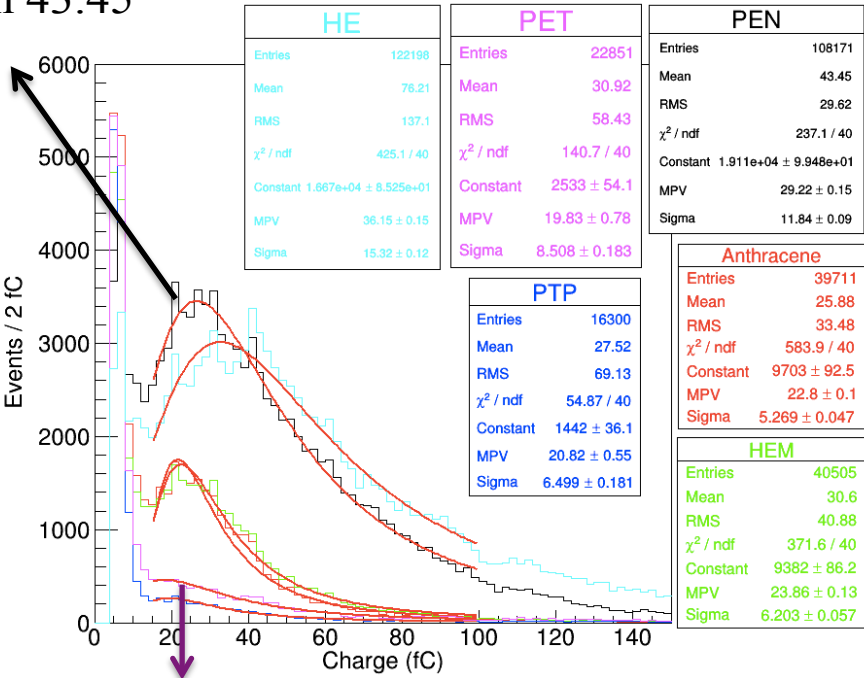 HE
Entries 122198
Mean 76.21
RMS 137.1
χ² / ndf 425.1 / 40
Constant 1.667e+04 ± 8.525e+01
MPV 36.15 ± 0.15
Sigma 15.32 ± 0.12
PET
Entries 22851
Mean 30.92
RMS 58.43
χ² / ndf 140.7 / 40
Constant 2533 ± 54.1
MPV 19.83 ± 0.78
Sigma 8.508 ± 0.183
PEN
Entries 108171
Mean 43.45
RMS 29.62
χ² / ndf 237.1 / 40
Constant 1.911e+04 ± 9.948e+01
MPV 29.22 ± 0.15
Sigma 11.84 ± 0.09
PTP
Entries 16300
Mean 27.52
RMS 69.13
χ² / ndf 54.87 / 40
Constant 1442 ± 36.1
MPV 20.82 ± 0.55
Sigma 6.499 ± 0.181
Anthracene
Entries 39711
Mean 25.88
RMS 33.48
χ² / ndf 583.9 / 40
Constant 9703 ± 92.5
MPV 22.8 ± 0.1
Sigma 5.269 ± 0.047
HEM
Entries 40505
Mean 30.6
RMS 40.88
χ² / ndf 371.6 / 40
Constant 9382 ± 86.2
MPV 23.86 ± 0.13
Sigma 6.203 ± 0.057
Events / 2 fC
6000
5000
4000
3000
2000
1000
0
0 20 40 60 80 100 120 140
Charge (fC)